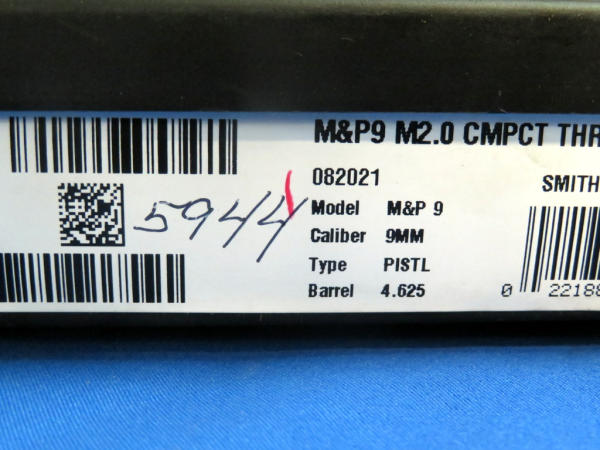 M&P9 M2.0 CMPCT THR
082021
SMITH
Model M&P 9
5944
Caliber 9MM
Type PISTL
Barrel 4.625
0 22188